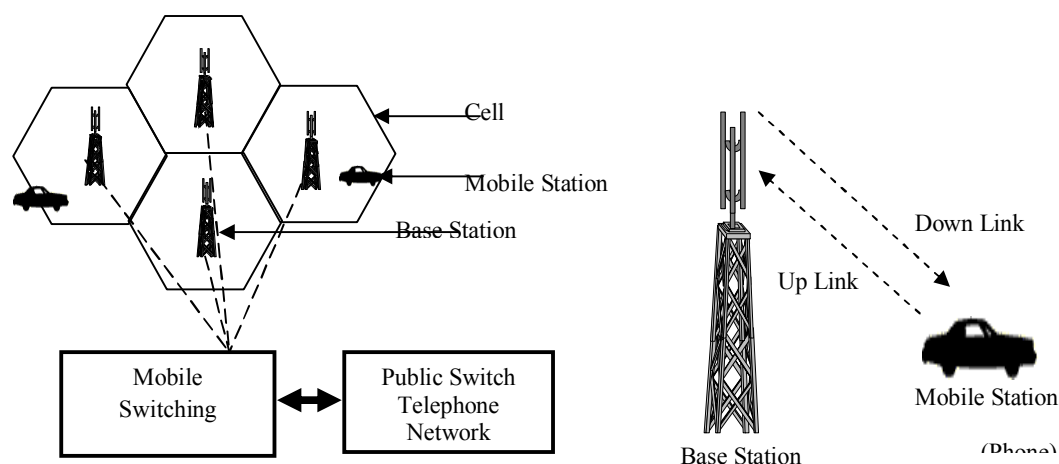 Cell
Mobile Station
Base Station
Mobile
Switching
Public Switch
Telephone
Network
Down Link
Up Link
Mobile Station
(Phone)
Base Station